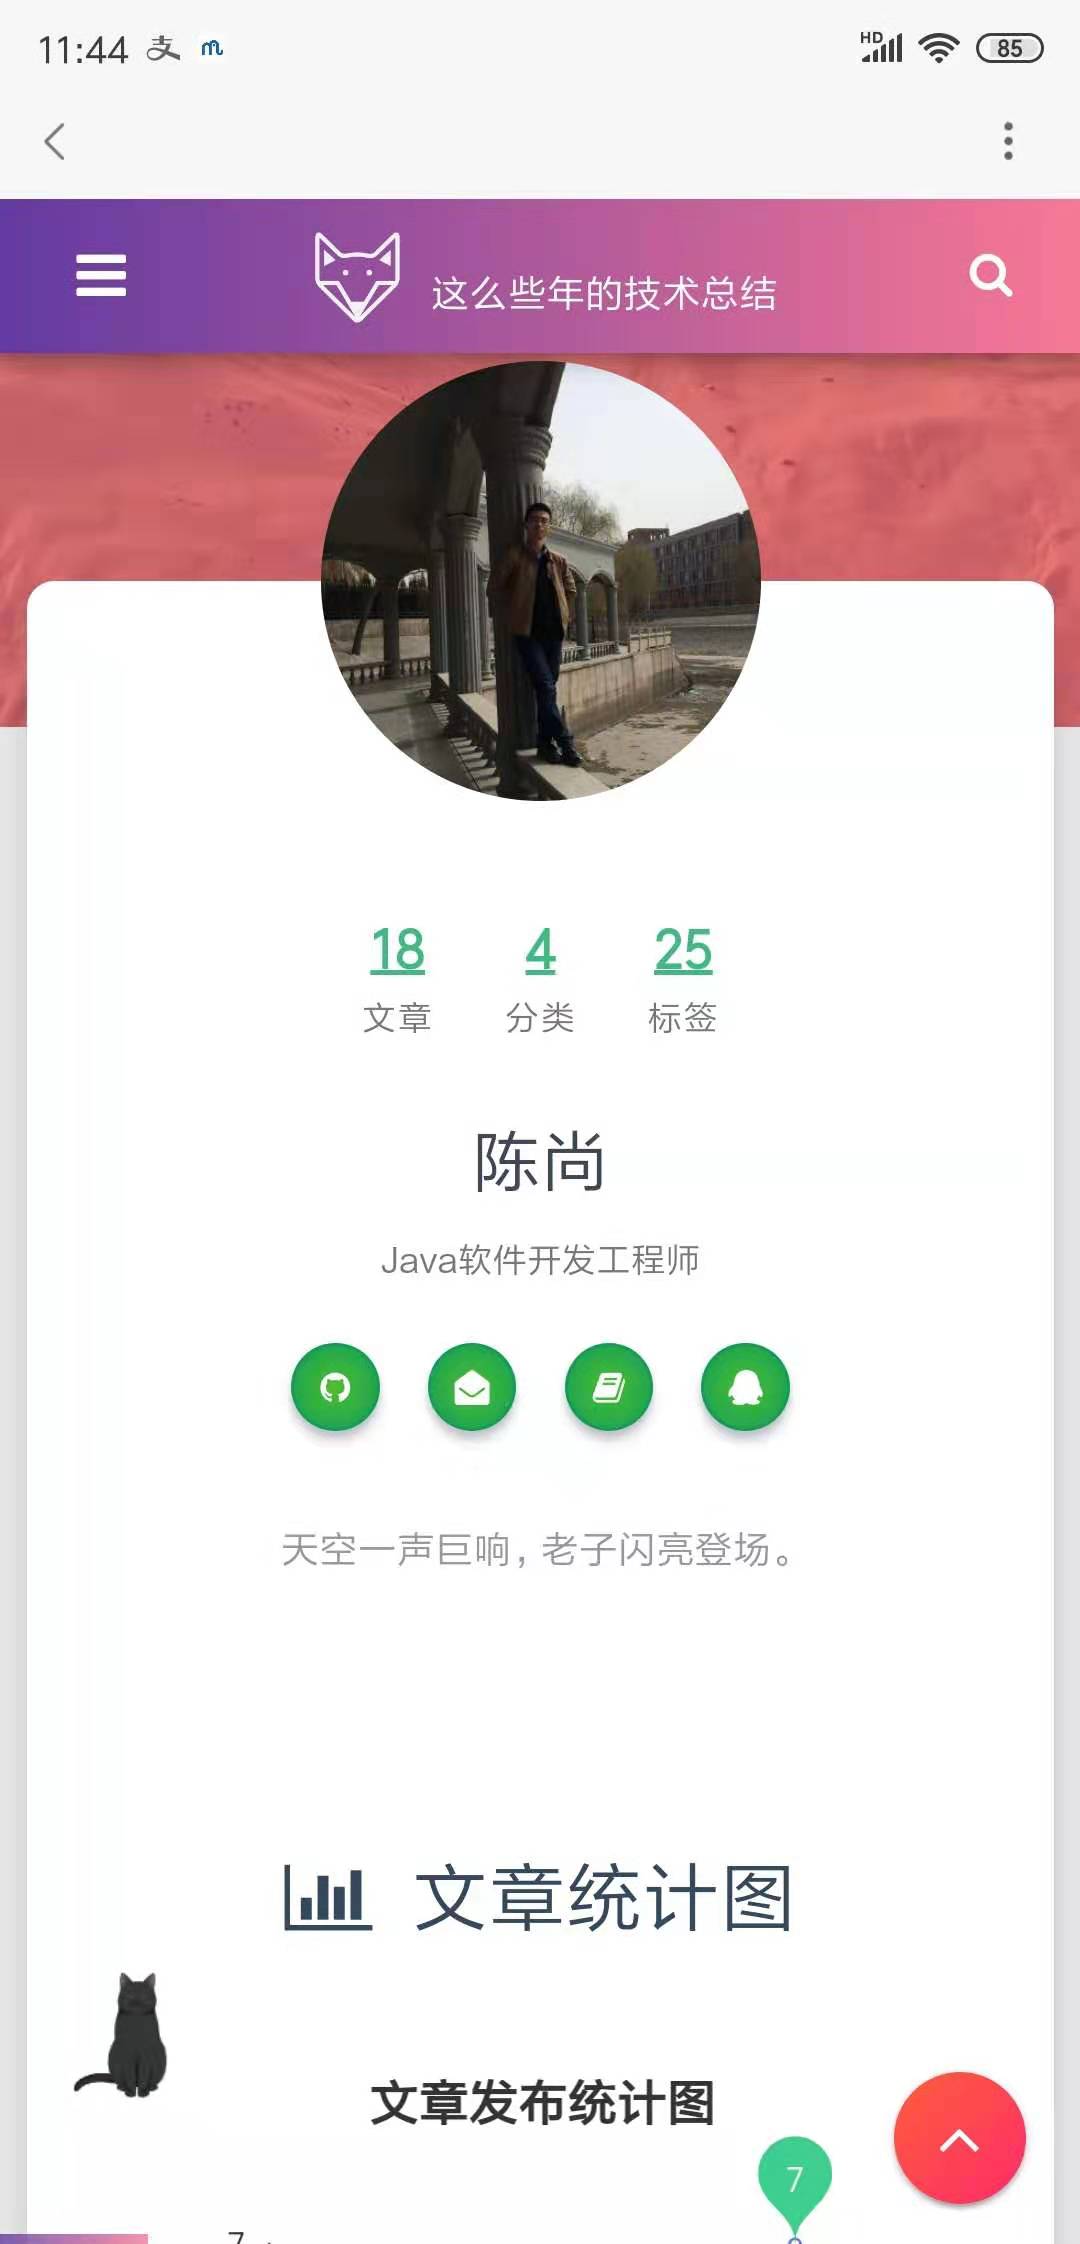 11:44 支
HD
85
这么些年的技术总结
18 4 25
文章 分类 标签
陈尚
Java软件开发工程师
天空一声巨响，老子闪亮登场。
文章统计图
文章发布统计图
7
7